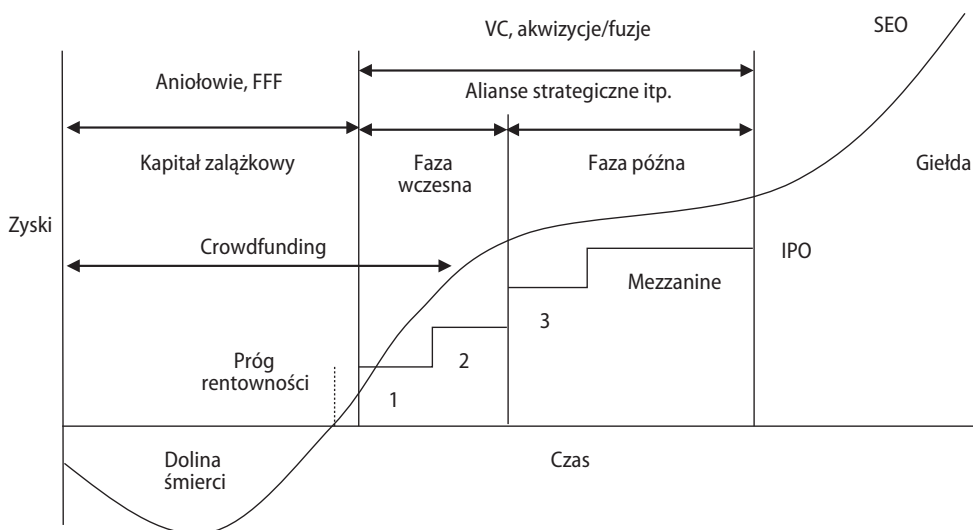 VC, akwizycje/fuzje
SEO
Aniołowie, FFF
Alianse strategiczne itp.
Kapitał zalążkowy
Faza
wczesna
Faza późna
Giełda
Zyski
Crowdfunding
IPO
Mezzanine
3
Próg
rentowności
2
1
Dolina
śmierci
Czas